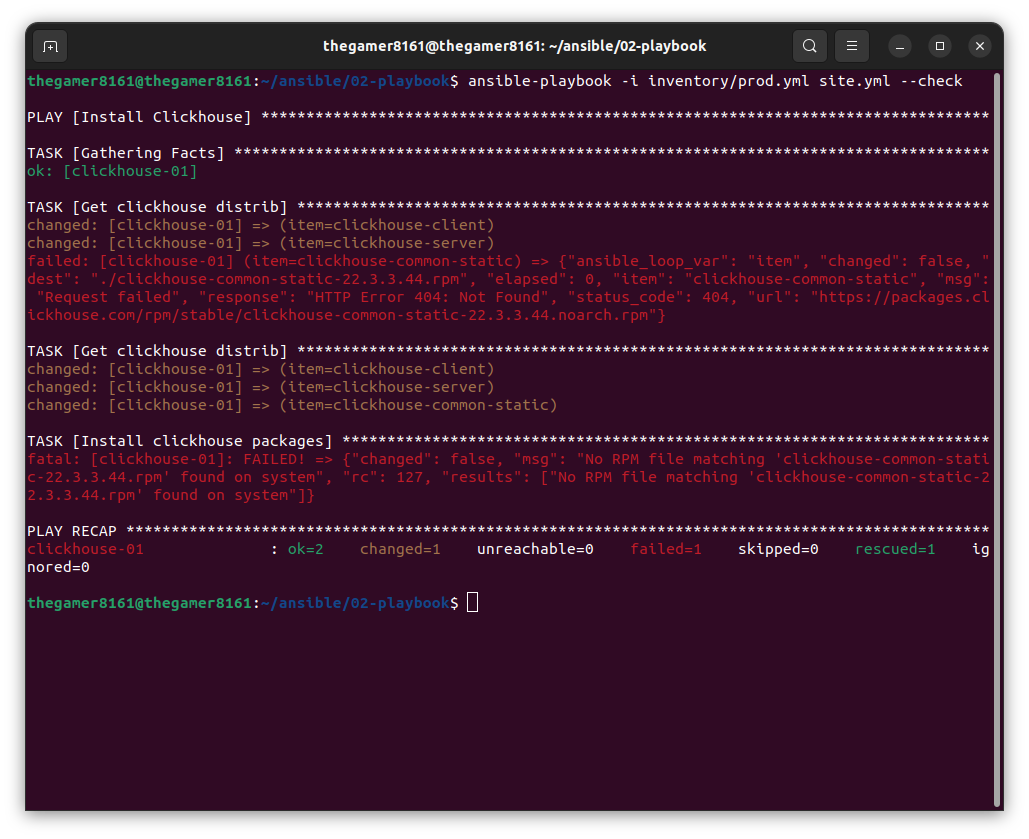 thegamer8161@thegamer8161: ~/ansible/02-playbook
thegamer8161@thegamer8161:~/ansible/02-playbook$ ansible-playbook -i inventory/prod.yml site.yml --check
PLAY [Install Clickhouse] *********************************************************************************
TASK [Gathering Facts] ************************************************************************************
ok: [clickhouse-01]
TASK [Get clickhouse distrib] *****************************************************************************
changed: [clickhouse-01] => (item=clickhouse-client)
changed: [clickhouse-01] => (item=clickhouse-server)
failed: [clickhouse-01] (item=clickhouse-common-static) => {"ansible_loop_var": "item", "changed": false, "
dest": "./clickhouse-common-static-22.3.3.44.rpm", "elapsed": 0, "item": "clickhouse-common-static", "msg":
 "Request failed", "response": "HTTP Error 404: Not Found", "status_code": 404, "url": "https://packages.cl
ickhouse.com/rpm/stable/clickhouse-common-static-22.3.3.44.noarch.rpm"}
TASK [Get clickhouse distrib] *****************************************************************************
changed: [clickhouse-01] => (item=clickhouse-client)
changed: [clickhouse-01] => (item=clickhouse-server)
changed: [clickhouse-01] => (item=clickhouse-common-static)
TASK [Install clickhouse packages] ************************************************************************
fatal: [clickhouse-01]: FAILED! => {"changed": false, "msg": "No RPM file matching 'clickhouse-common-stati
c-22.3.3.44.rpm' found on system", "rc": 127, "results": ["No RPM file matching 'clickhouse-common-static-2
2.3.3.44.rpm' found on system"]}
PLAY RECAP ************************************************************************************************
clickhouse-01              : ok=2    changed=1    unreachable=0    failed=1    skipped=0    rescued=1    ig
nored=0
thegamer8161@thegamer8161:~/ansible/02-playbook$